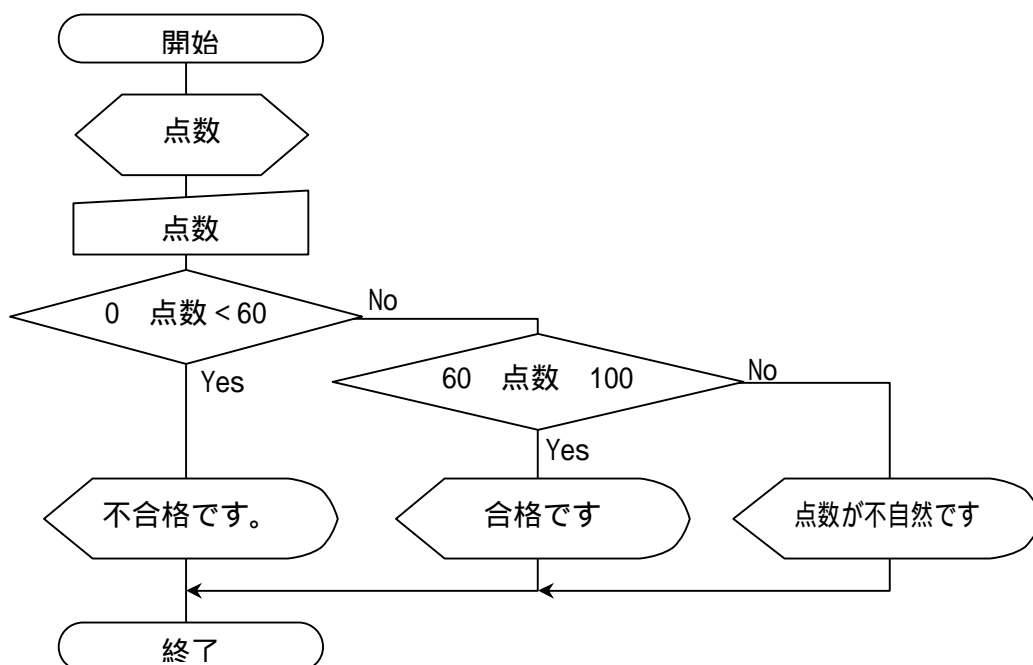 開始
点数
点数
0 点数 < 60
No
Yes
60 点数 100
No
Yes
不合格です。
合格です
点数が不自然です
終了